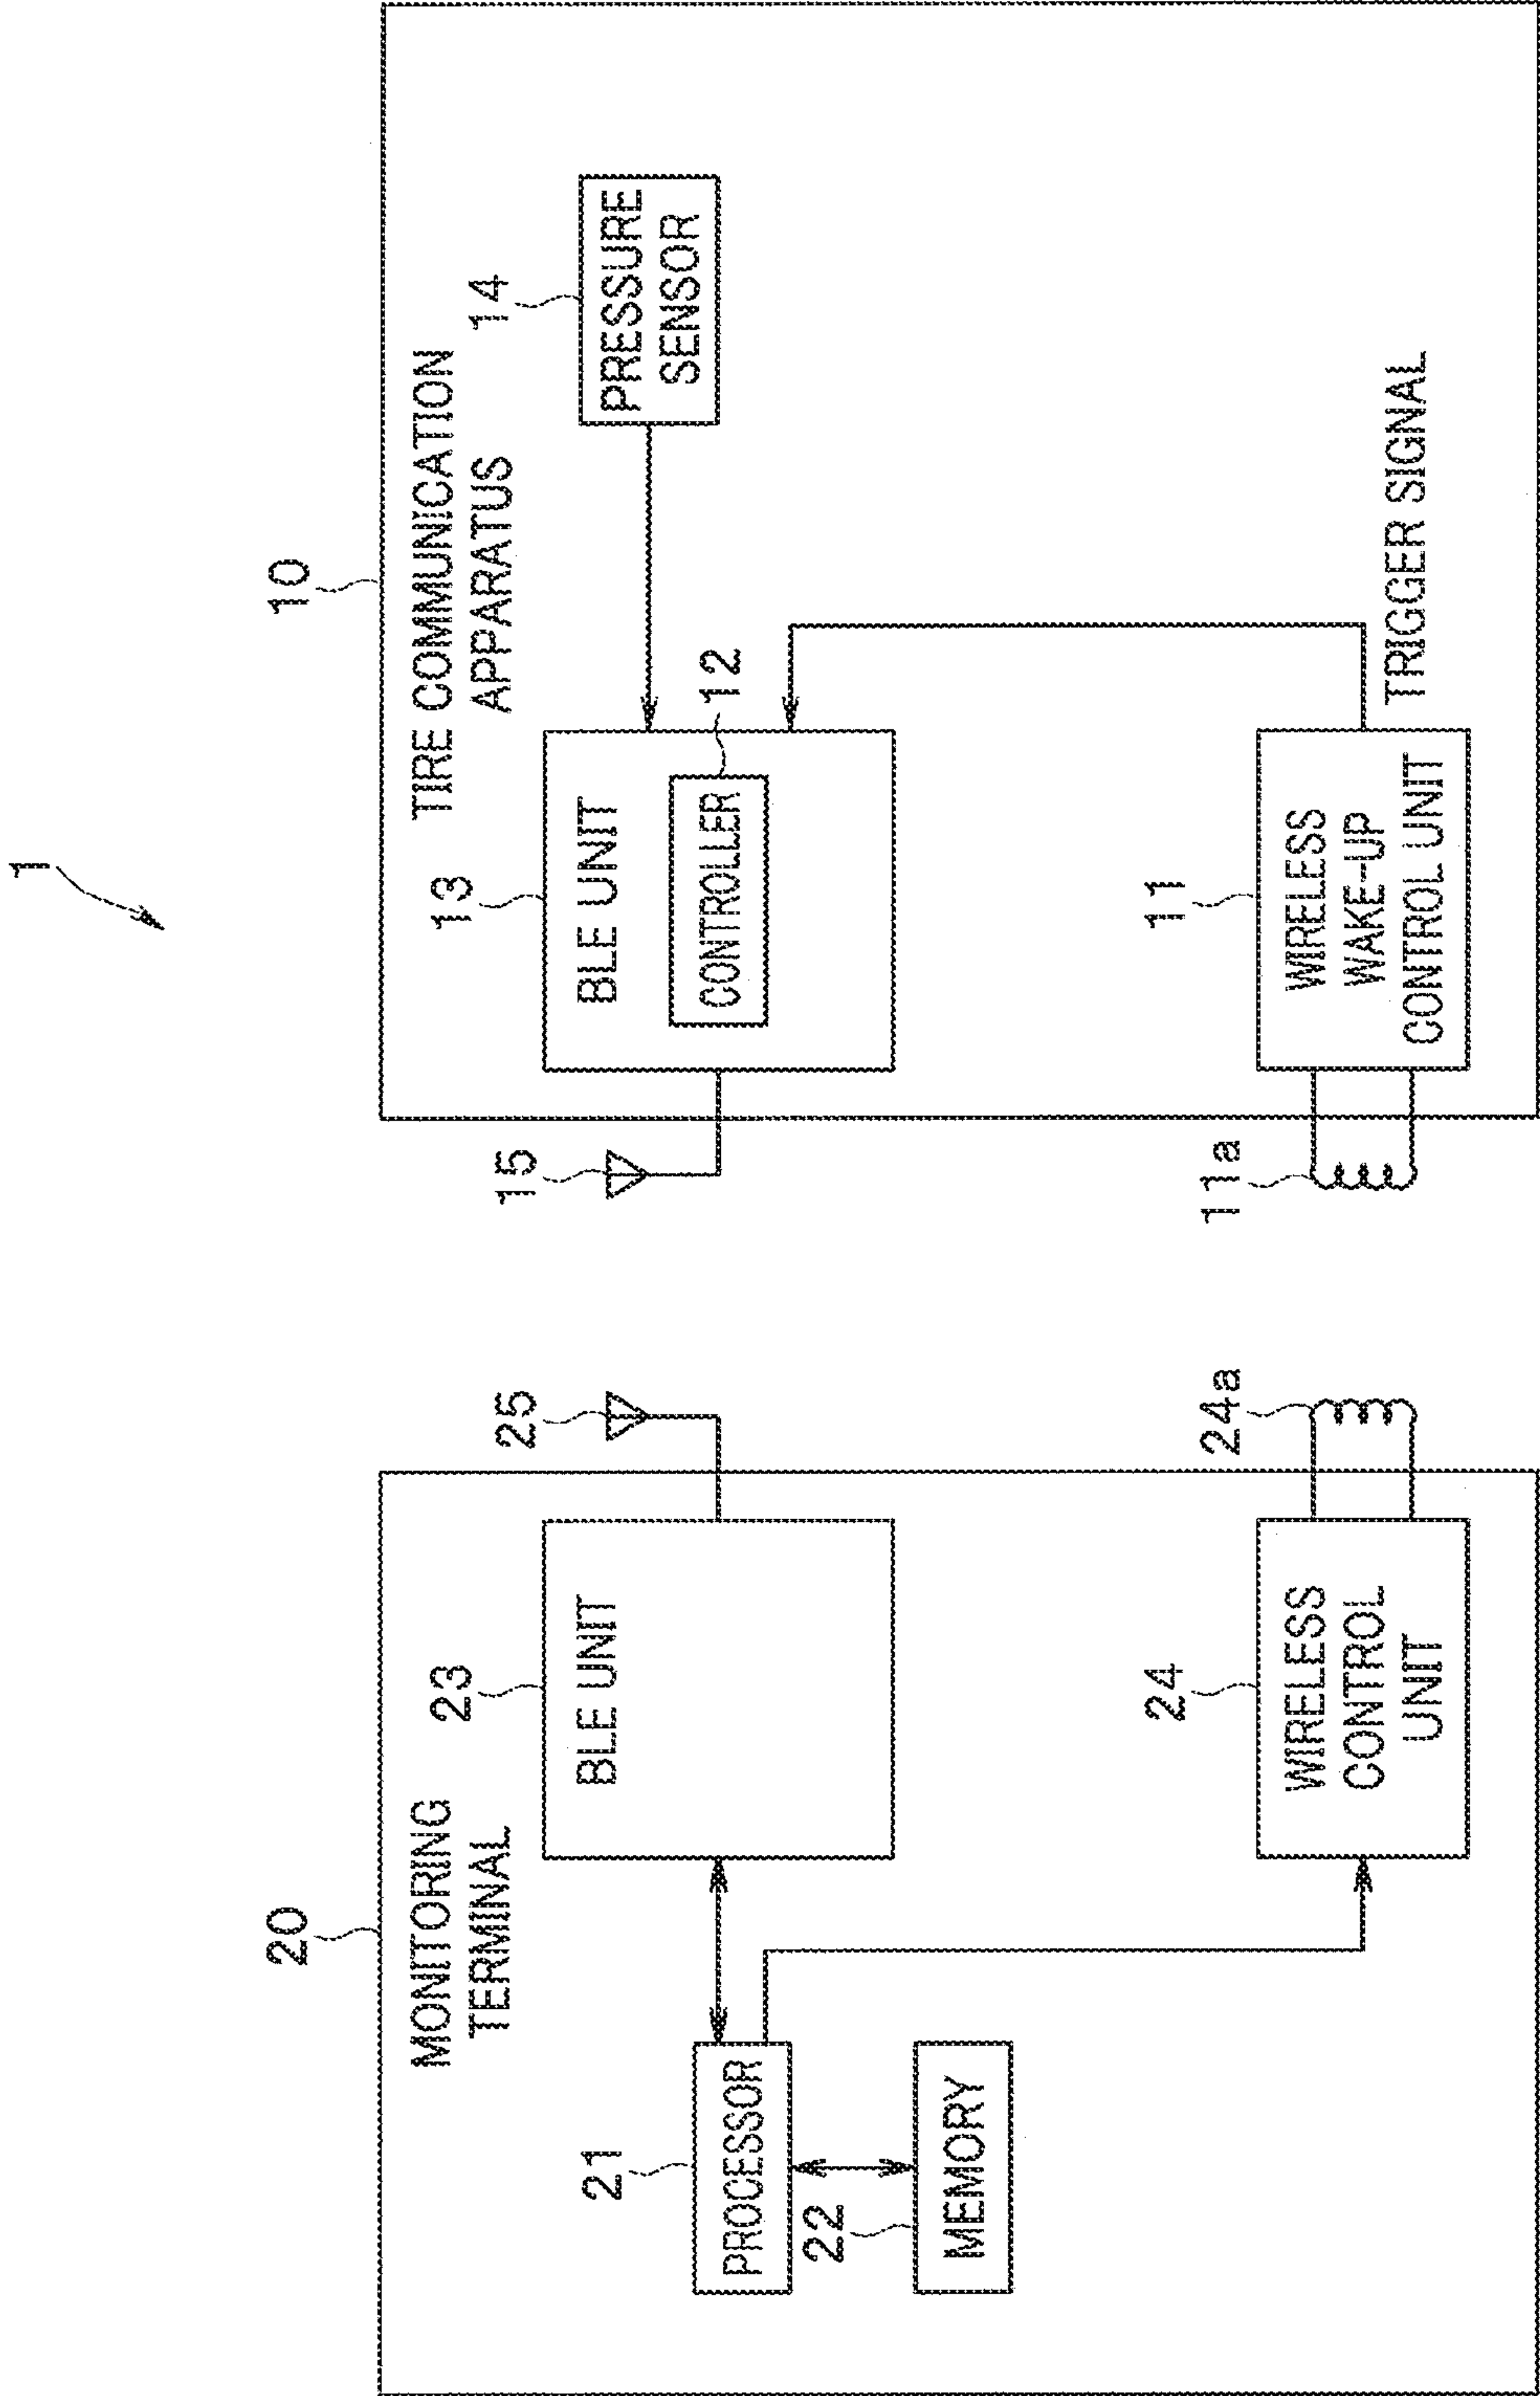 1
20
MONITORING
TERMINAL
21
PROCESSOR
22
MEMORY
23
BLE UNIT
25
24
WIRELESS
CONTROL
UNIT
24a
10
TIRE COMMUNICATION
APPARATUS
15
13
BLE UNIT
12
CONTROLLER
14
PRESSURE
SENSOR
11a
11
WIRELESS
WAKE-UP
CONTROL UNIT
TRIGGER SIGNAL